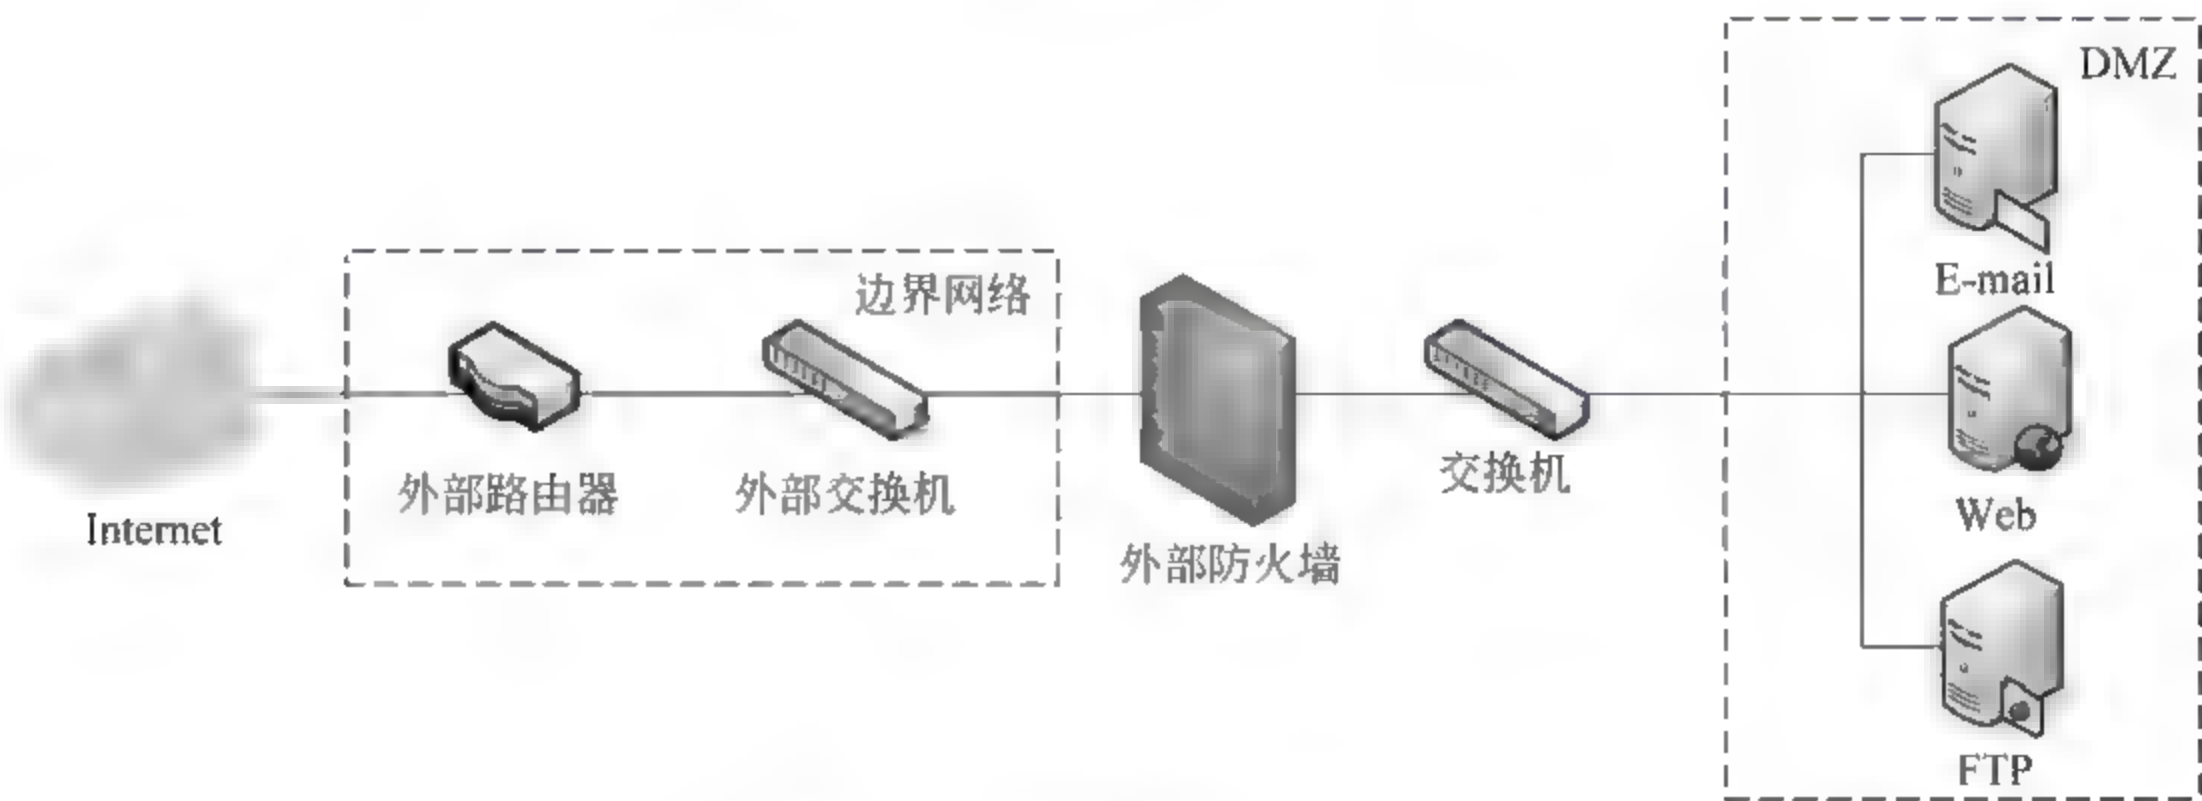 Internet
边界网络
外部路由器
外部交换机
外部防火墙
交换机
DMZ
E-mail
Web
FTP